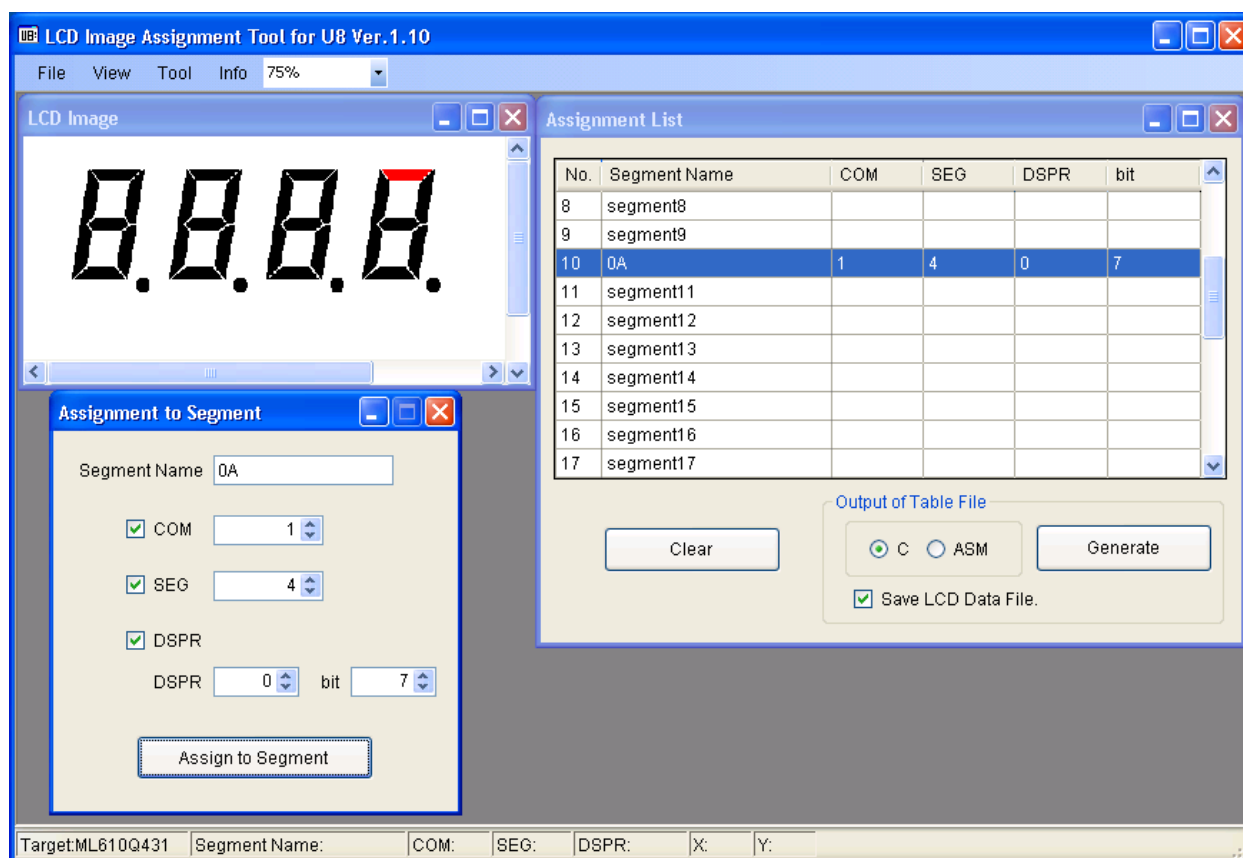 U8: LCD Image Assignment Tool for U8 Ver.1.10
File View Tool Info 75%
LCD Image
Assignment List
No. Segment Name COM SEG DSPR bit
8 segment8
9 segment9
10 0A 1 4 0 7
11 segment11
12 segment12
13 segment13
14 segment14
15 segment15
16 segment16
17 segment17
Output of Table File
Clear
C ASM
Generate
Save LCD Data File.
Assignment to Segment
Segment Name 0A
COM 1
SEG 4
DSPR
DSPR 0 bit 7
Assign to Segment
Target:ML610Q431 Segment Name: COM: SEG: DSPR: X: Y: